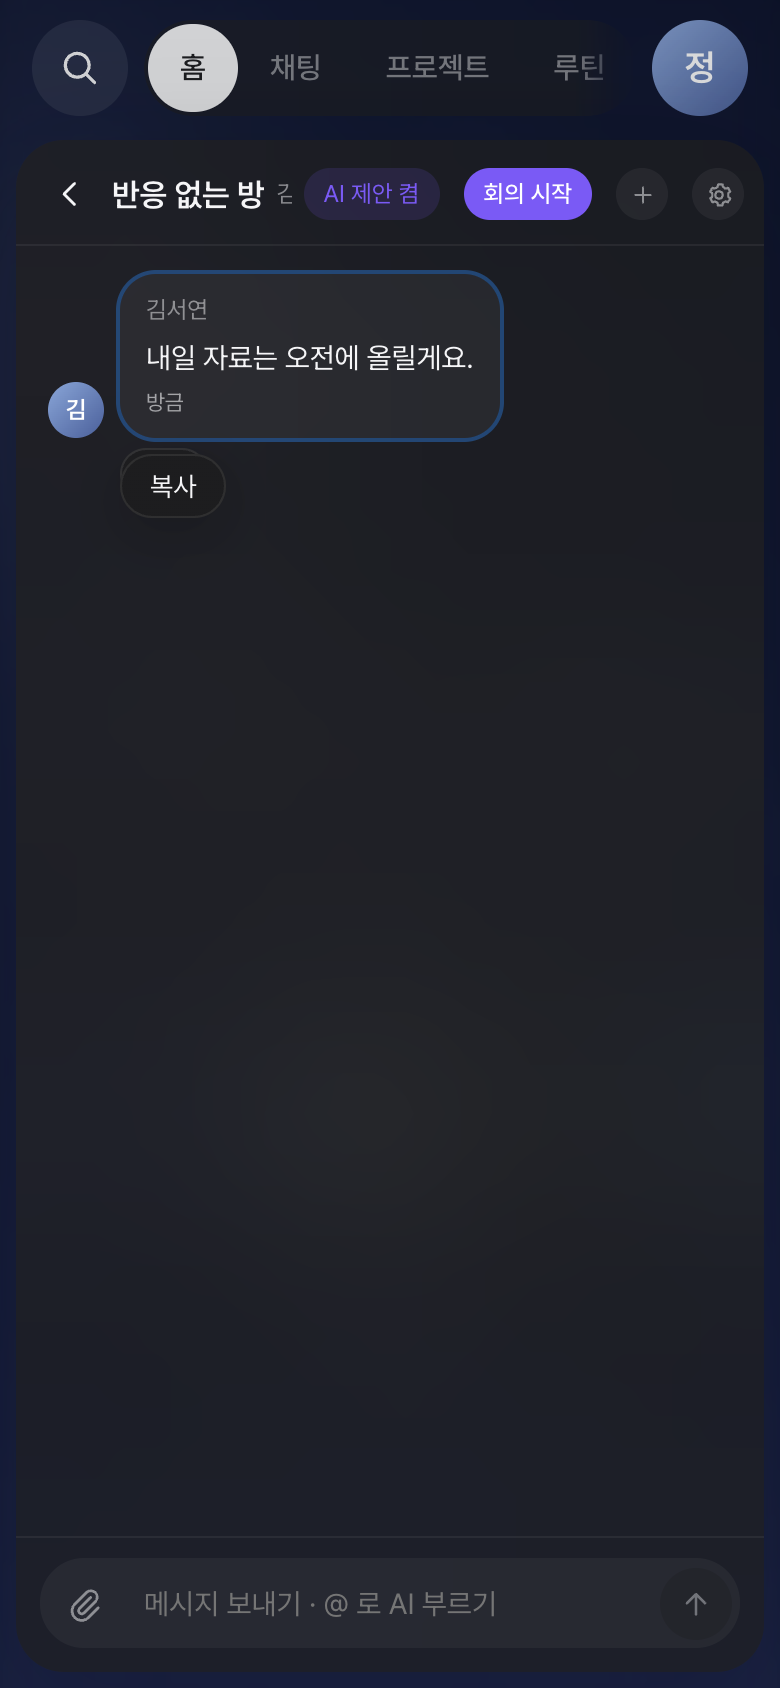 홈 채팅 프로젝트 루틴 정
반응 없는 방 김 AI 제안 켬 회의 시작
김서연
내일 자료는 오전에 올릴게요.
방금
김
복사
메시지 보내기 · @ 로 AI 부르기